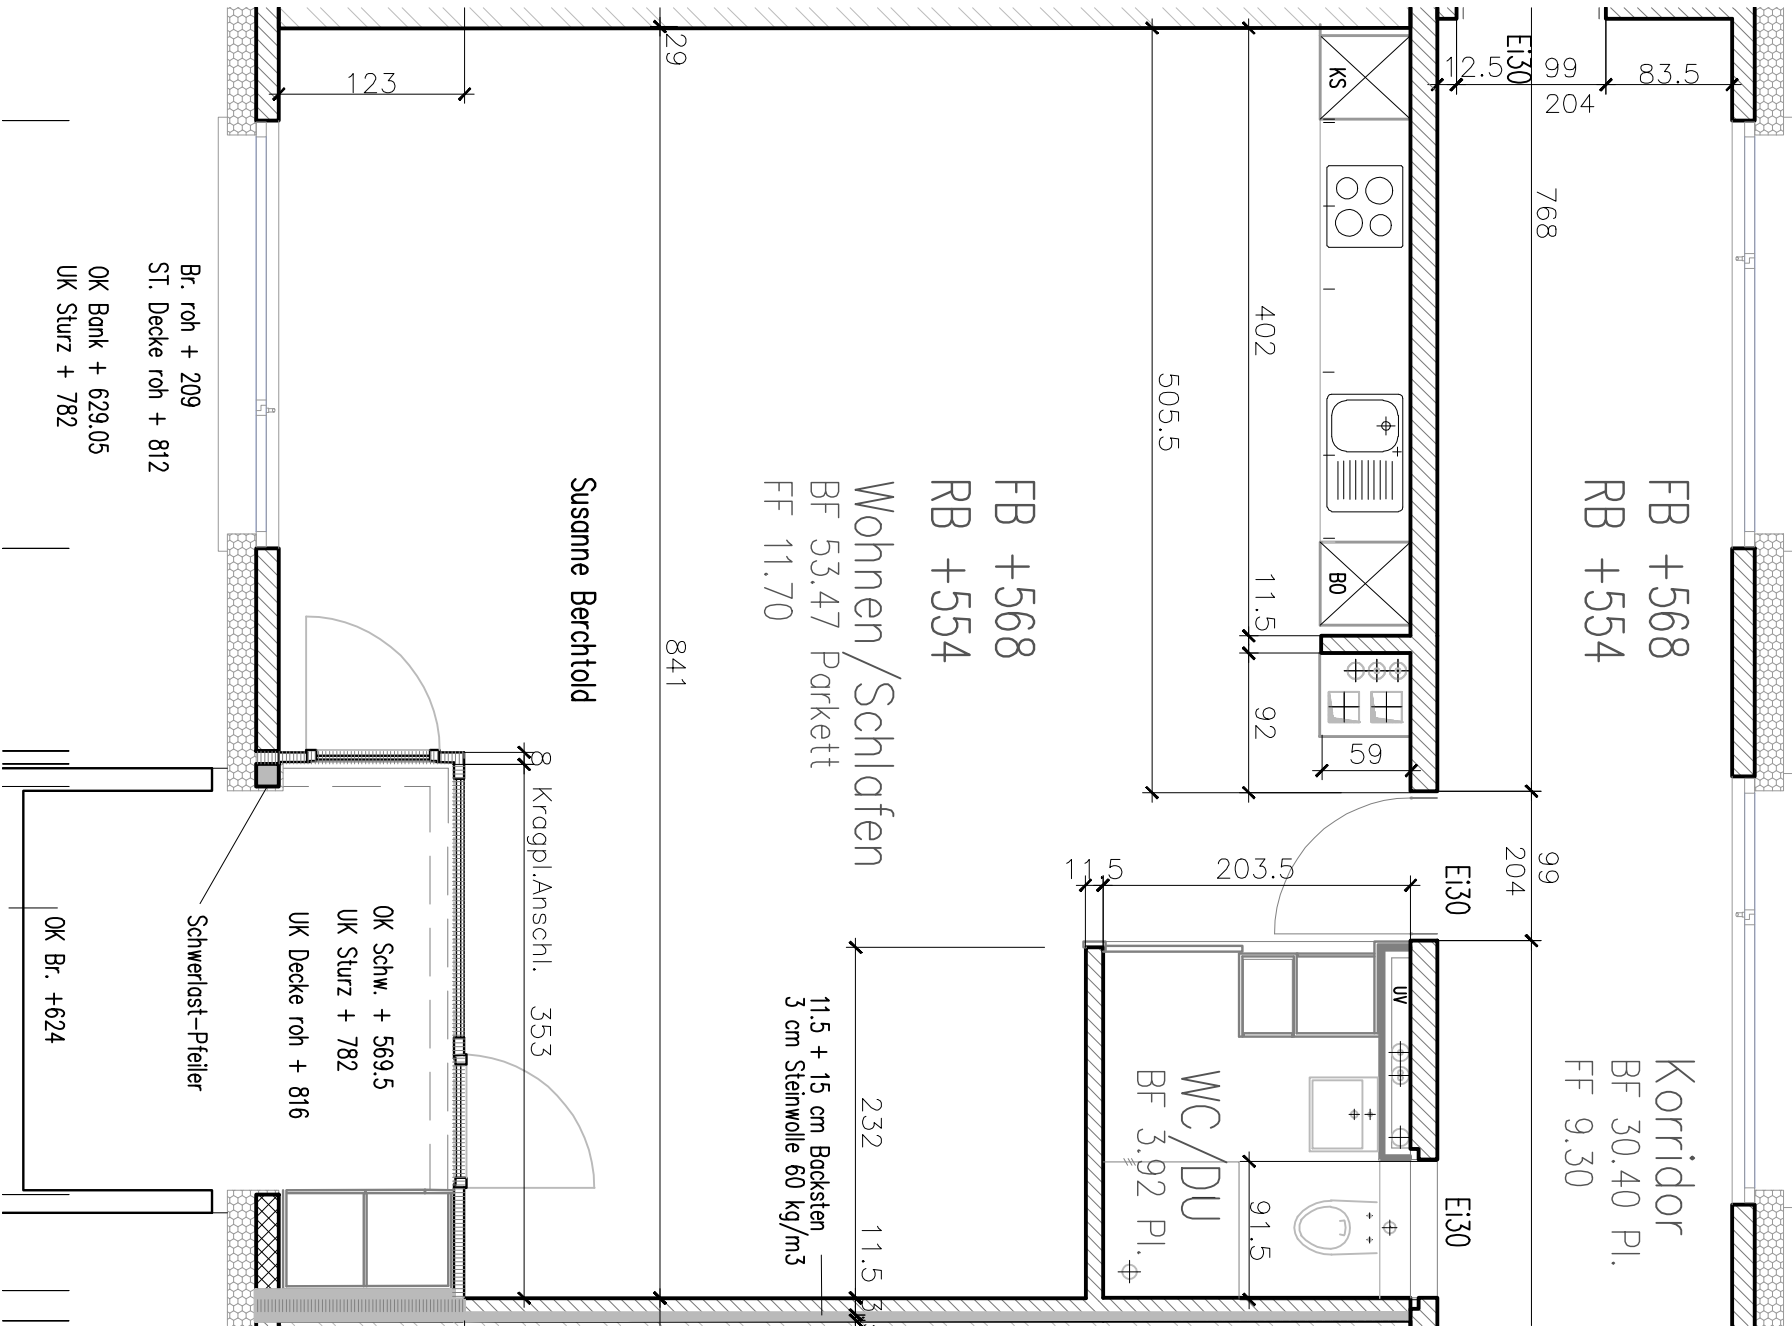 Ei30
12.5
99
204
83.5
29
123
KS
768
402
505.5
Br. roh + 209
ST. Decke roh + 812
OK Bank + 629.05
UK Sturz + 782
FB +568
RB +554
FB +568
RB +554
Wohnen/Schlafen
BF 53.47 Parkett
FF 11.70
Susanne Berchtold
BO
11.5
841
92
59
8
Kragpl.Anschl. 353
99
204
Ei30
11.5
203.5
OK Schw. + 569.5
UK Sturz + 782
UK Decke roh + 816
Schwerlast-Pfeiler
OK Br. +624
UV
11.5 + 15 cm Backsten
3 cm Steinwolle 60 kg/m3
232
11.5
3
WC/DU
BF 3.92 Pl.
91.5
Ei30
Korridor
BF 30.40 Pl.
FF 9.30